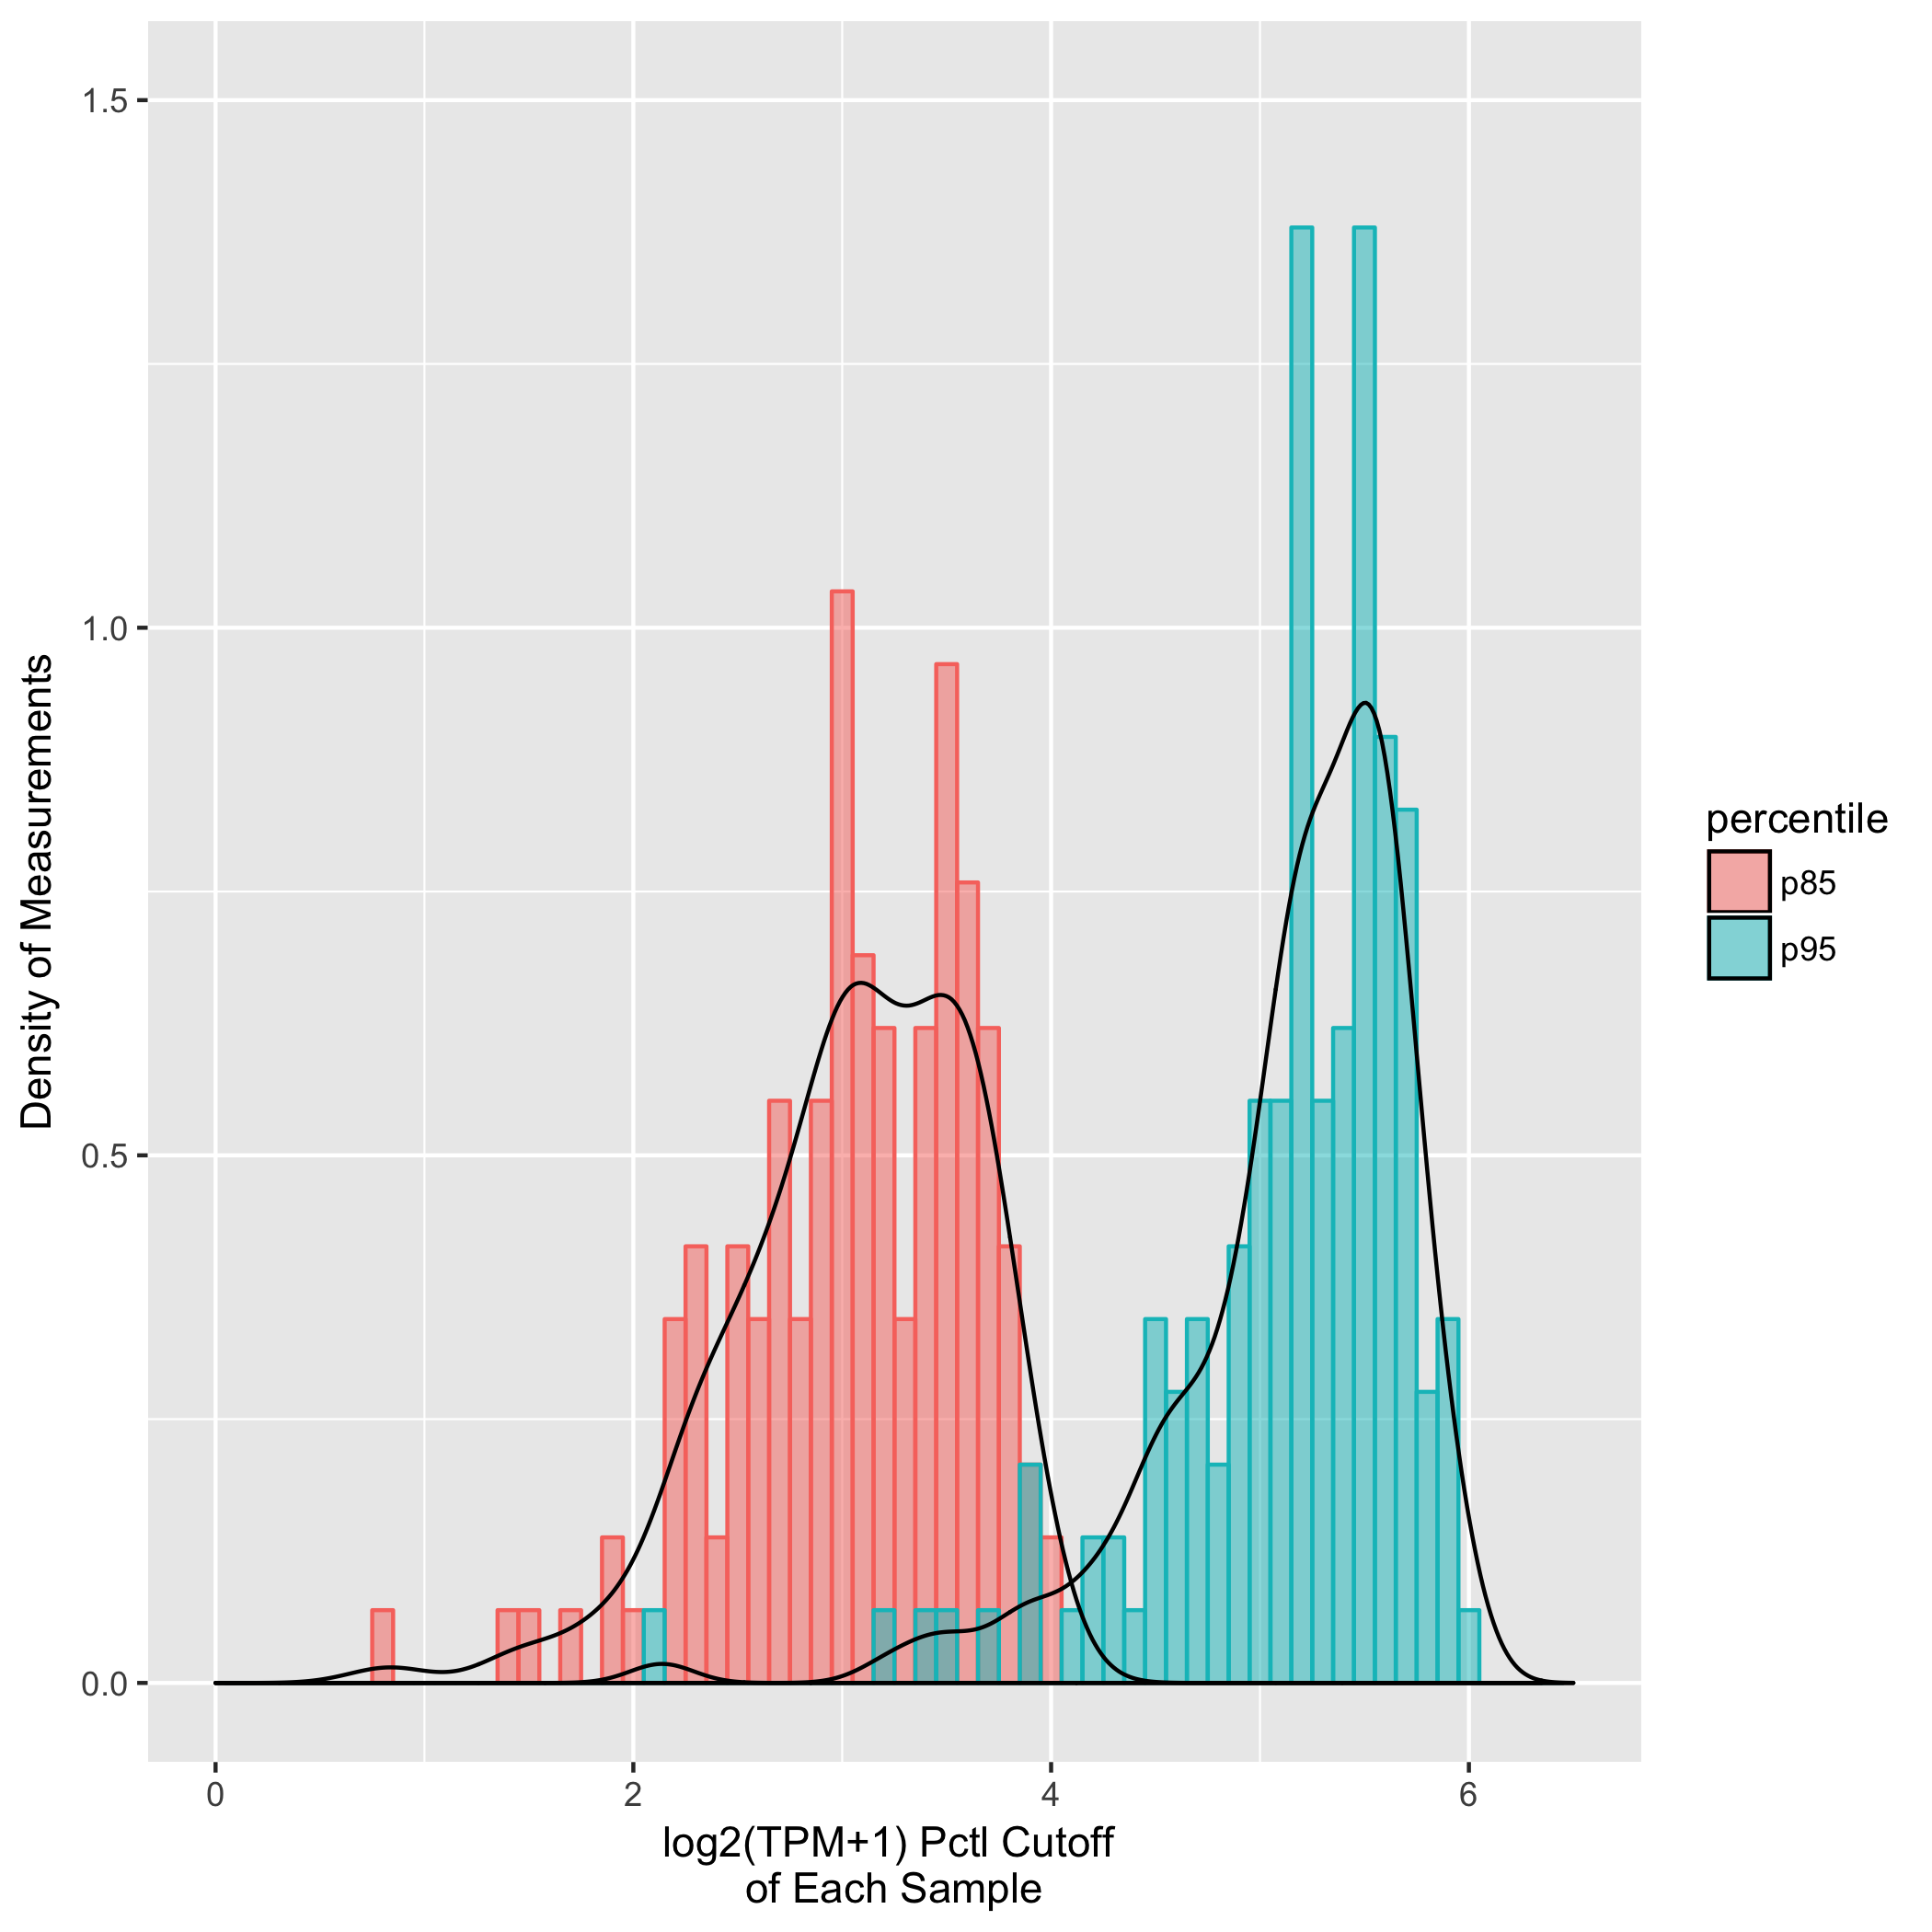 1.5
1.0
0.5
0.0
Density of Measurements
0
2
4
6
log2(TPM+1) Pctl Cutoff
of Each Sample
percentile
p85
p95